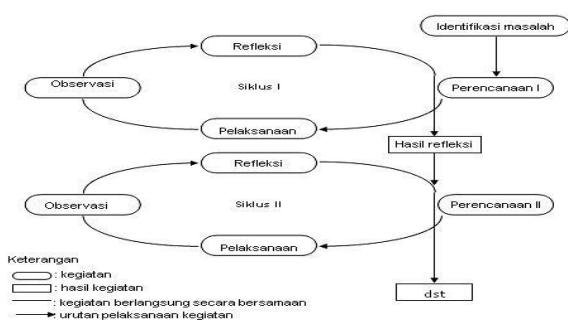 Identifikasi masalah
Refleksi
Observasi
Siklus I
Perencanaan I
Pelaksanaan
Hasil refleksi
Refleksi
Observasi
Siklus II
Perencanaan II
Pelaksanaan
Keterangan
: kegiatan
: hasil kegiatan
: kegiatan berlangsung secara bersamaan
: urutan pelaksanaan kegiatan
dst